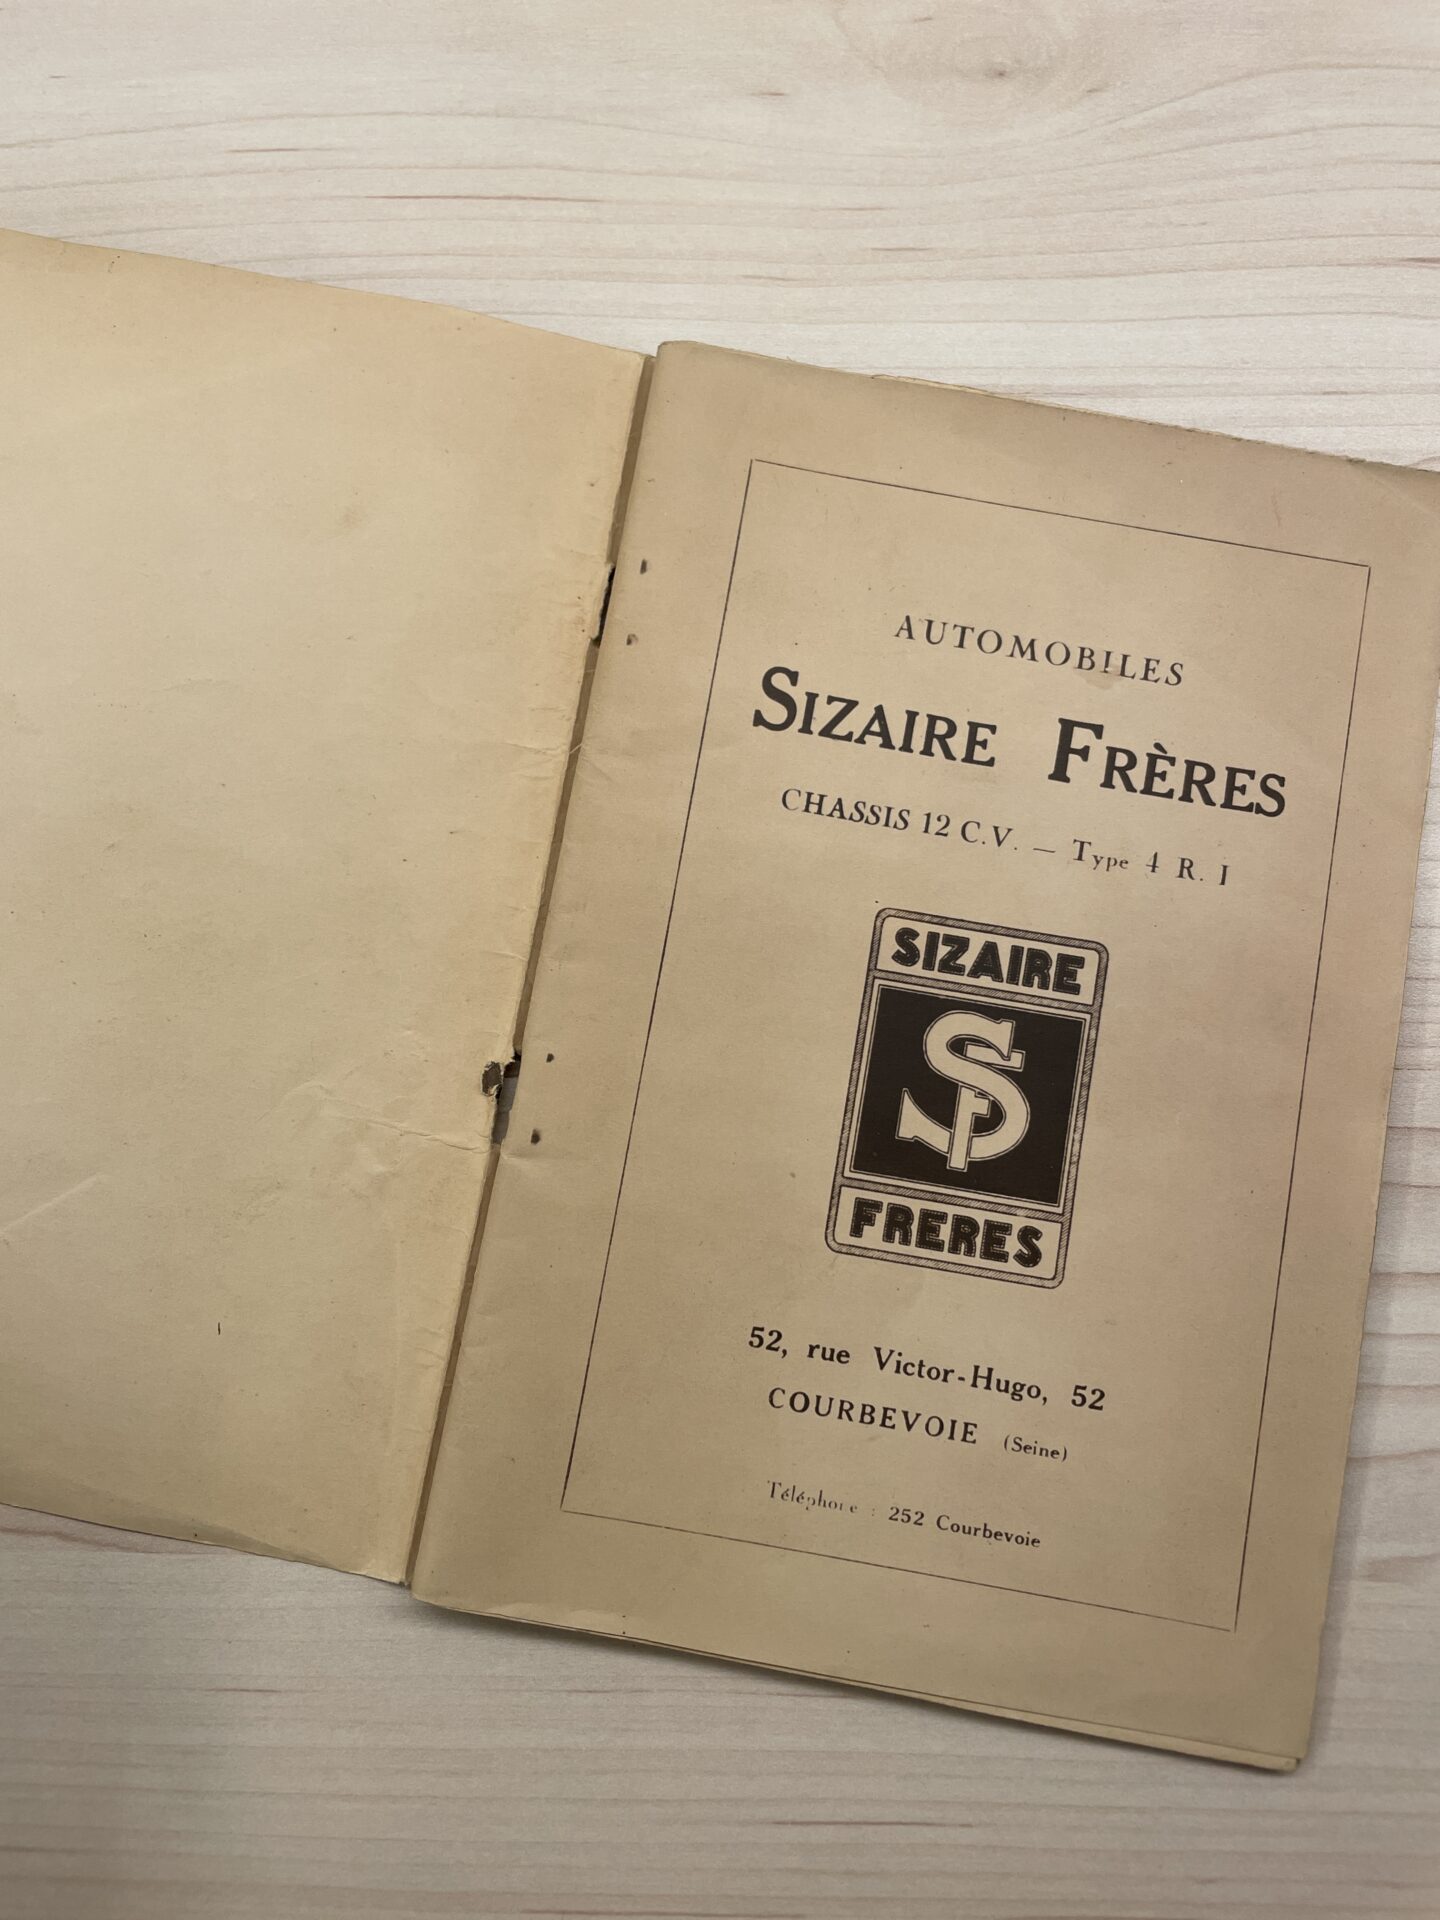 AUTOMOBILES
SIZAIRE FRÈRES
CHASSIS 12 C.V. — Type 4 R. I
SIZAIRE
SF
FRERES
52, rue Victor-Hugo, 52
COURBEVOIE (Seine)
Téléphone : 252 Courbevoie